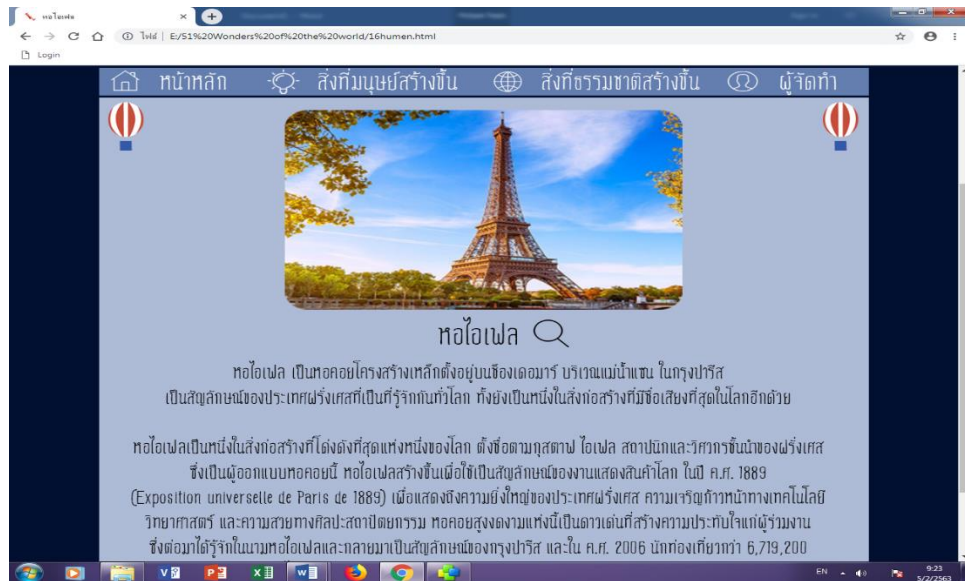 หอไอเฟล
ไฟล์ | E:/51%20Wonders%20of%20the%20world/16humen.html
Login
หน้าหลัก สิ่งที่มนุษย์สร้างขึ้น สิ่งที่ธรรมชาติสร้างขึ้น ผู้จัดทำ
หอไอเฟล
หอไอเฟล เป็นหอคอยโครงสร้างเหล็กตั้งอยู่บนช็องเดอมาร์ บริเวณแม่น้ำแซน ในกรุงปารีส
เป็นสัญลักษณ์ของประเทศฝรั่งเศสที่เป็นที่รู้จักกันทั่วโลก ทั้งยังเป็นหนึ่งในสิ่งก่อสร้างที่มีชื่อเสียงที่สุดในโลกอีกด้วย
หอไอเฟลเป็นหนึ่งในสิ่งก่อสร้างที่โด่งดังที่สุดแห่งหนึ่งของโลก ตั้งชื่อตามกุสตาฟ ไอเฟล สถาปนิกและวิศวกรชั้นนำของฝรั่งเศส
ซึ่งเป็นผู้ออกแบบหอคอยนี้ หอไอเฟลสร้างขึ้นเพื่อใช้เป็นสัญลักษณ์ของงานแสดงสินค้าโลก ในปี ค.ศ. 1889
(Exposition universelle de Paris de 1889) เพื่อแสดงถึงความยิ่งใหญ่ของประเทศฝรั่งเศส ความเจริญก้าวหน้าทางเทคโนโลยี
วิทยาศาสตร์ และความสวยทางศิลปะสถาปัตยกรรม หอคอยสูงงดงามแห่งนี้เป็นดาวเด่นที่สร้างความประทับใจแก่ผู้ร่วมงาน
ซึ่งต่อมาได้รู้จักในนามหอไอเฟลและกลายมาเป็นสัญลักษณ์ของกรุงปารีส และใน ค.ศ. 2006 นักท่องเที่ยวกว่า 6,719,200
EN
9:23
5/2/2563